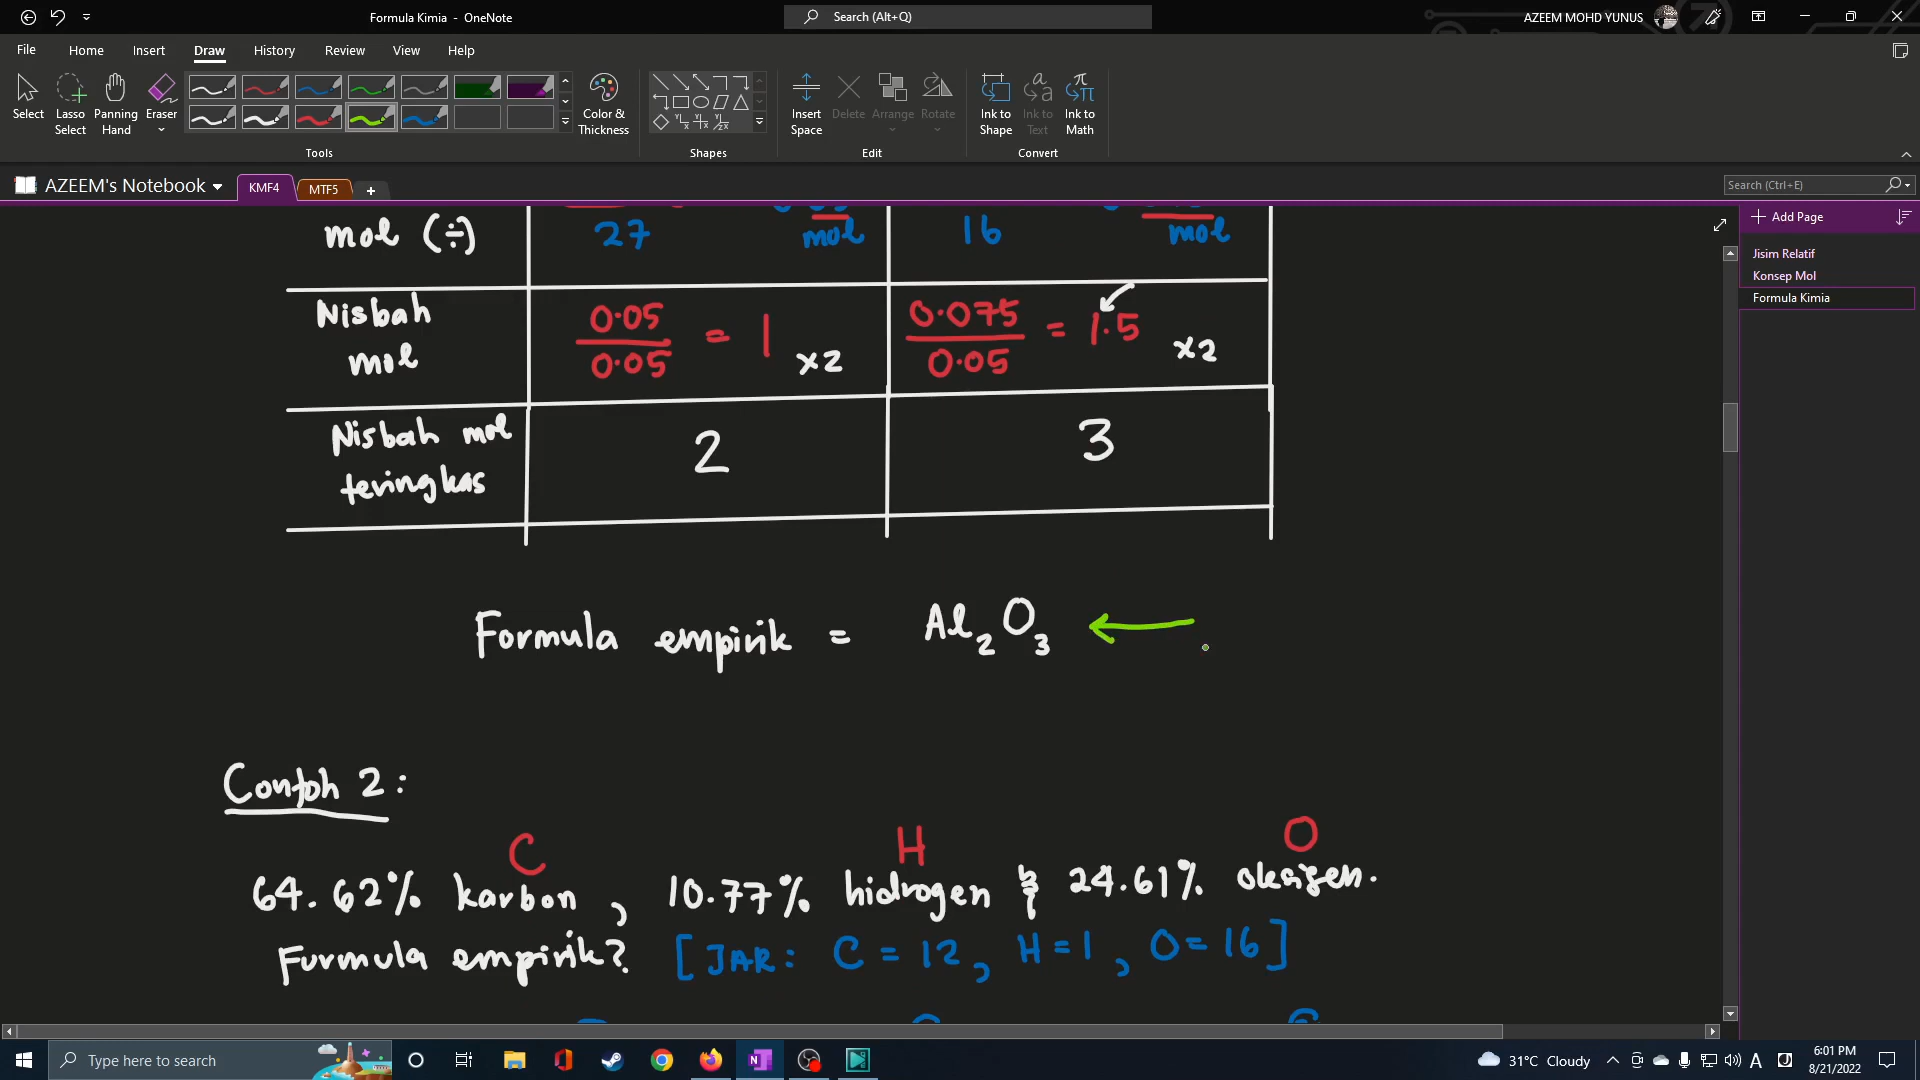 Formula Kimia - OneNote
Search (Alt+Q)
AZEEM MOHD YUNUS
File Home Insert Draw History Review View Help
Select
Lasso Select
Panning Hand
Eraser
Color & Thickness
Insert Space
Delete
Arrange
Rotate
Ink to Shape
Ink to Text
Ink to Math
Tools
Shapes
Edit
Convert
AZEEM's Notebook
KMF4
MTF5
Search (Ctrl+E)
Add Page
Jisim Relatif
Konsep Mol
Formula Kimia
mol (÷) 27 mol 16 mol
Nisbah mol 0.05/0.05 = 1 x2 0.075/0.05 = 1.5 x2
Nisbah mol teringkas 2 3
Formula empirik = Al₂O₃
Contoh 2:
C H O
64.62% karbon, 10.77% hidrogen & 24.61% oksigen.
Formula empirik? [JAR: C = 12, H = 1, O = 16]
Type here to search
31°C Cloudy
6:01 PM
8/21/2022